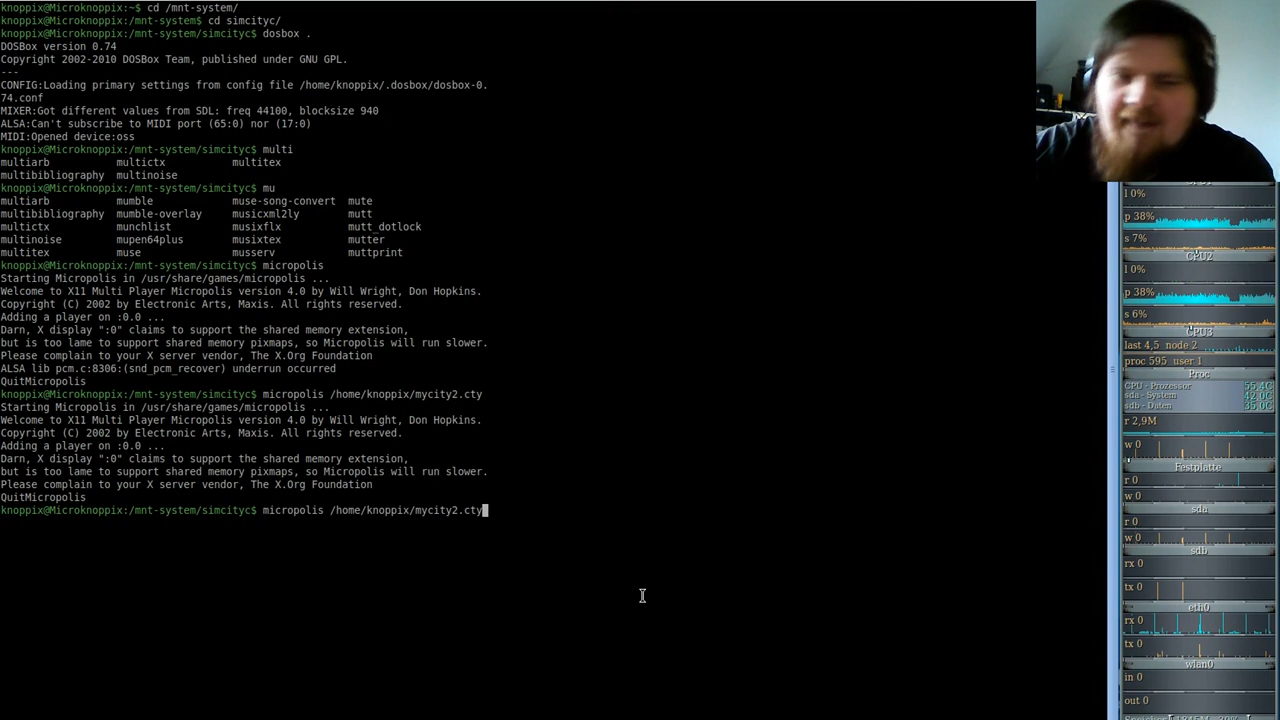 knoppix@Microknoppix:~$ cd /mnt-system/
knoppix@Microknoppix:/mnt-system$ cd simcityc/
knoppix@Microknoppix:/mnt-system/simcityc$ dosbox .
DOSBox version 0.74
Copyright 2002-2010 DOSBox Team, published under GNU GPL.
---
CONFIG:Loading primary settings from config file /home/knoppix/.dosbox/dosbox-0.
74.conf
MIXER:Got different values from SDL: freq 44100, blocksize 940
ALSA:Can't subscribe to MIDI port (65:0) nor (17:0)
MIDI:Opened device:oss
knoppix@Microknoppix:/mnt-system/simcityc$ multi
multiarb multictx multitex
multibibliography multinoise
knoppix@Microknoppix:/mnt-system/simcityc$ mu
multiarb mumble muse-song-convert mute
multibibliography mumble-overlay musicxml2ly mutt
multictx munchlist musixflx mutt_dotlock
multinoise mupen64plus musixtex mutter
multitex muse musserv muttprint
knoppix@Microknoppix:/mnt-system/simcityc$ micropolis
Starting Micropolis in /usr/share/games/micropolis ...
Welcome to X11 Multi Player Micropolis version 4.0 by Will Wright, Don Hopkins.
Copyright (C) 2002 by Electronic Arts, Maxis. All rights reserved.
Adding a player on :0.0 ...
Darn, X display ":0" claims to support the shared memory extension,
but is too lame to support shared memory pixmaps, so Micropolis will run slower.
Please complain to your X server vendor, The X.Org Foundation
ALSA lib pcm.c:8306:(snd_pcm_recover) underrun occurred
QuitMicropolis
knoppix@Microknoppix:/mnt-system/simcityc$ micropolis /home/knoppix/mycity2.cty
Starting Micropolis in /usr/share/games/micropolis ...
Welcome to X11 Multi Player Micropolis version 4.0 by Will Wright, Don Hopkins.
Copyright (C) 2002 by Electronic Arts, Maxis. All rights reserved.
Adding a player on :0.0 ...
Darn, X display ":0" claims to support the shared memory extension,
but is too lame to support shared memory pixmaps, so Micropolis will run slower.
Please complain to your X server vendor, The X.Org Foundation
QuitMicropolis
knoppix@Microknoppix:/mnt-system/simcityc$ micropolis /home/knoppix/mycity2.cty
l 0%
p 38%
s 7%
CPU2
l 0%
p 38%
s 6%
CPU3
last 4,5 node 2
proc 595 user 1
Proc
CPU - Prozessor 55.4C
sda - System 42.0C
sdb - Daten 35.0C
r 2,9M
w 0
Festplatte
r 0
w 0
sda
r 0
w 0
sdb
rx 0
tx 0
eth0
rx 0
tx 0
wlan0
in 0
out 0